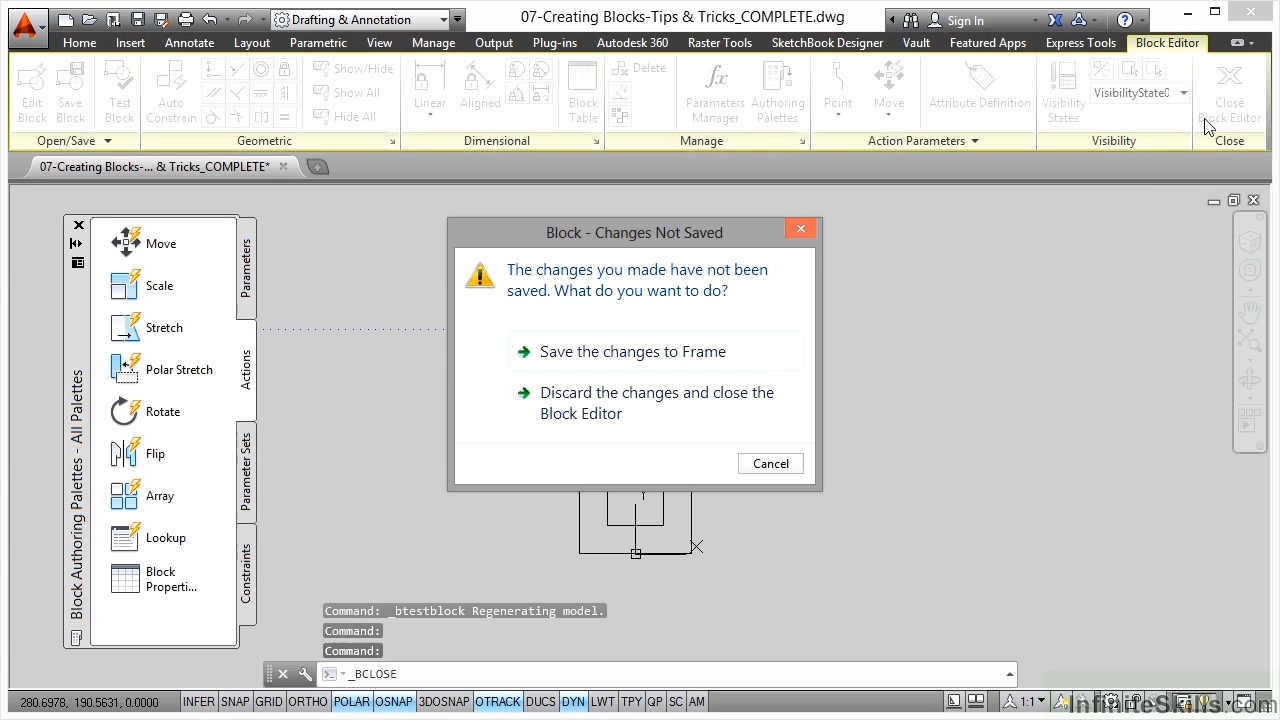 Drafting & Annotation
07-Creating Blocks-Tips & Tricks_COMPLETE.dwg
Sign In
Home Insert Annotate Layout Parametric View Manage Output Plug-ins Autodesk 360 Raster Tools SketchBook Designer Vault Featured Apps Express Tools Block Editor
Edit Block
Save Block
Test Block
Auto Constrain
Show/Hide
Show All
Hide All
Linear
Aligned
Block Table
Delete
Parameters Manager
Authoring Palettes
Point
Move
Attribute Definition
Visibility States
VisibilityState0
Close Block Editor
Open/Save Geometric Dimensional Manage Action Parameters Visibility Close
07-Creating Blocks-... & Tricks_COMPLETE*
Block Authoring Palettes - All Palettes
Move
Scale
Stretch
Polar Stretch
Rotate
Flip
Array
Lookup
Block
Properti...
Parameters
Actions
Parameter Sets
Constraints
Block - Changes Not Saved
The changes you made have not been
saved. What do you want to do?
Save the changes to Frame
Discard the changes and close the
Block Editor
Cancel
Y
Command: _btestblock Regenerating model.
Command:
Command:
_BCLOSE
280.6978, 190.5631, 0.0000
INFER SNAP GRID ORTHO POLAR OSNAP 3DOSNAP OTRACK DUCS DYN LWT TPY QP SC AM
1:1
InfiniteSkills.com